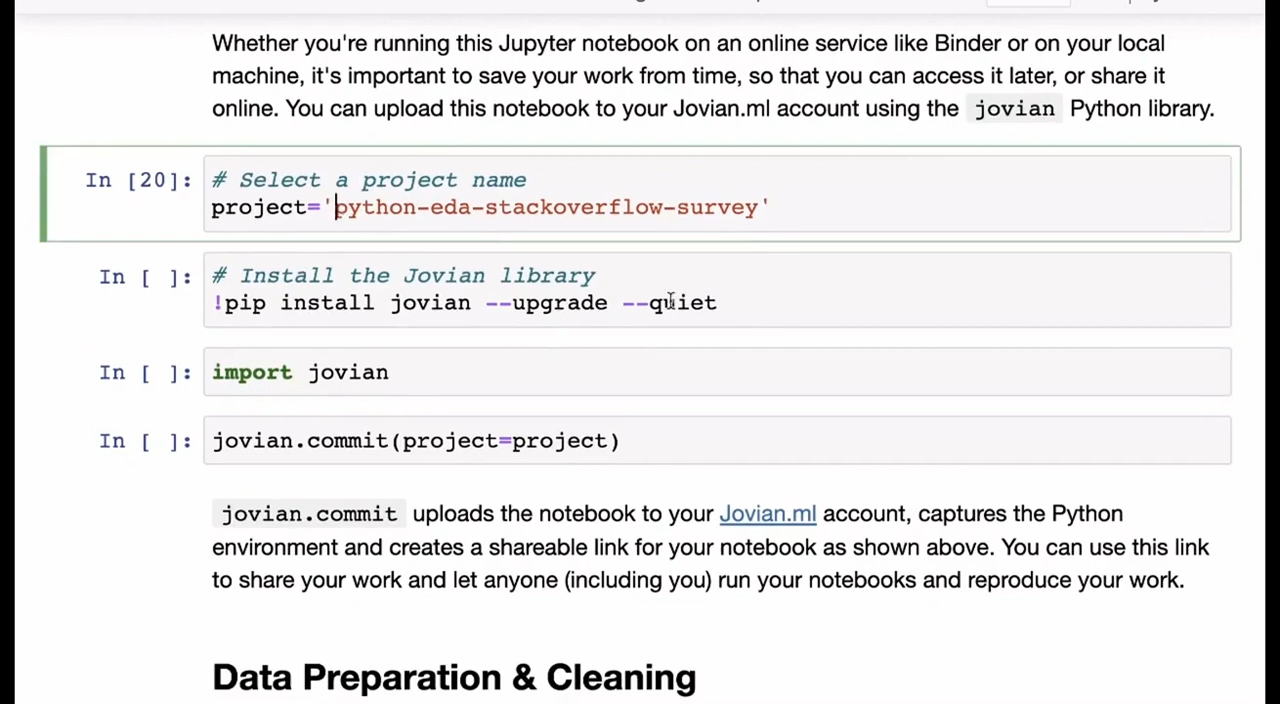 Whether you're running this Jupyter notebook on an online service like Binder or on your local
machine, it's important to save your work from time, so that you can access it later, or share it
online. You can upload this notebook to your Jovian.ml account using the jovian Python library.
In [20]: # Select a project name
project='python-eda-stackoverflow-survey'
In [ ]: # Install the Jovian library
!pip install jovian --upgrade --quiet
In [ ]: import jovian
In [ ]: jovian.commit(project=project)
jovian.commit uploads the notebook to your Jovian.ml account, captures the Python
environment and creates a shareable link for your notebook as shown above. You can use this link
to share your work and let anyone (including you) run your notebooks and reproduce your work.
Data Preparation & Cleaning